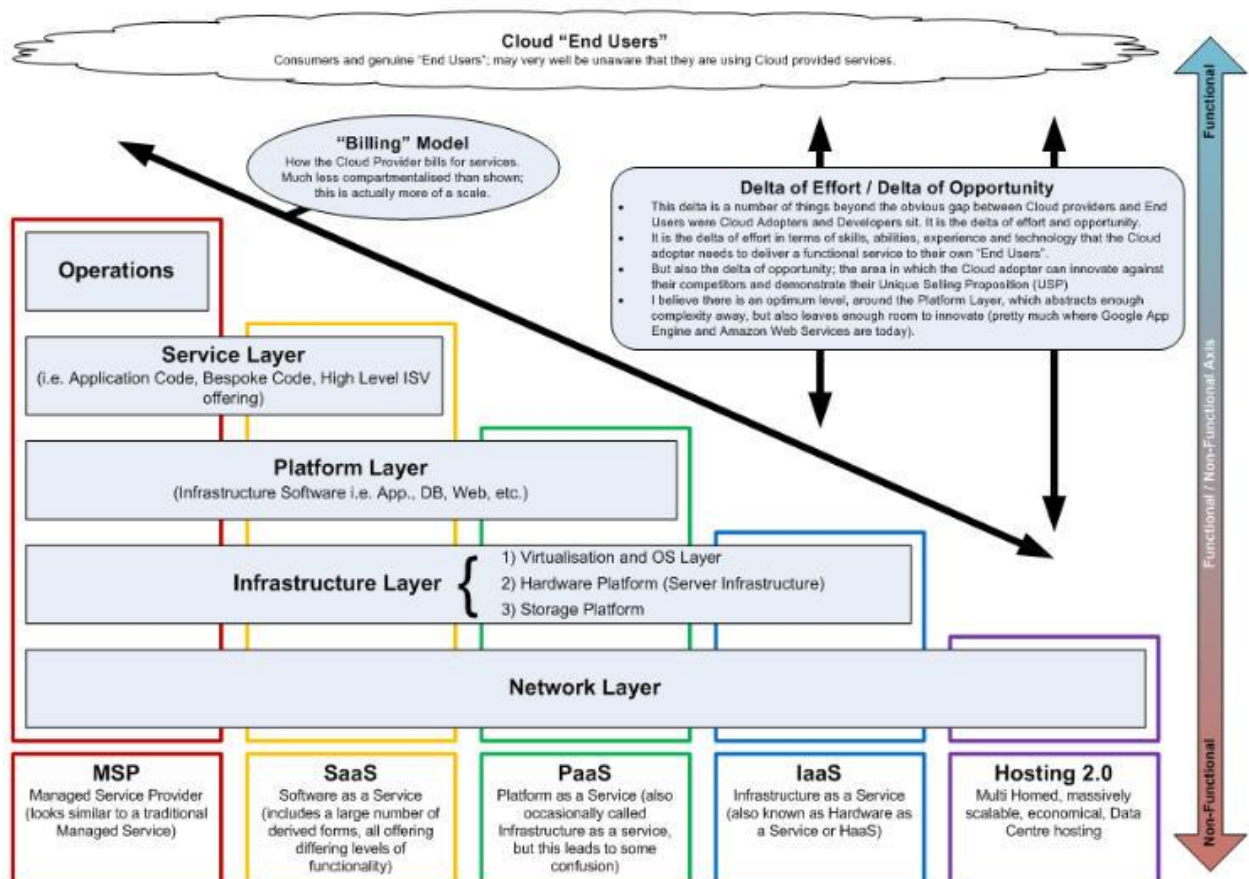 Cloud "End Users"
Consumers and genuine "End Users"; may very well be unaware that they are using Cloud provided services.
"Billing" Model
How the Cloud Provider bills for services.
Much less compartmentalised than shown;
this is actually more of a scale.
Delta of Effort / Delta of Opportunity
• This delta is a number of things beyond the obvious gap between Cloud providers and End
Users were Cloud Adopters and Developers sit. It is the delta of effort and opportunity.
• It is the delta of effort in terms of skills, abilities, experience and technology that the Cloud
adopter needs to deliver a functional service to their own "End Users".
• But also the delta of opportunity; the area in which the Cloud adopter can innovate against
their competitors and demonstrate their Unique Selling Proposition (USP)
• I believe there is an optimum level, around the Platform Layer, which abstracts enough
complexity away, but also leaves enough room to innovate (pretty much where Google App
Engine and Amazon Web Services are today).
Operations
Service Layer
(i.e. Application Code, Bespoke Code, High Level ISV
offering)
Platform Layer
(Infrastructure Software i.e. App., DB, Web, etc.)
Infrastructure Layer
1) Virtualisation and OS Layer
2) Hardware Platform (Server Infrastructure)
3) Storage Platform
Network Layer
MSP
Managed Service Provider
(looks similar to a traditional
Managed Service)
SaaS
Software as a Service
(includes a large number of
derived forms, all offering
differing levels of
functionality)
PaaS
Platform as a Service (also
occasionally called
Infrastructure as a service,
but this leads to some
confusion)
IaaS
Infrastructure as a Service
(also known as Hardware as
a Service or HaaS)
Hosting 2.0
Multi Homed, massively
scalable, economical, Data
Centre hosting
Functional
Functional / Non-Functional Axis
Non-Functional